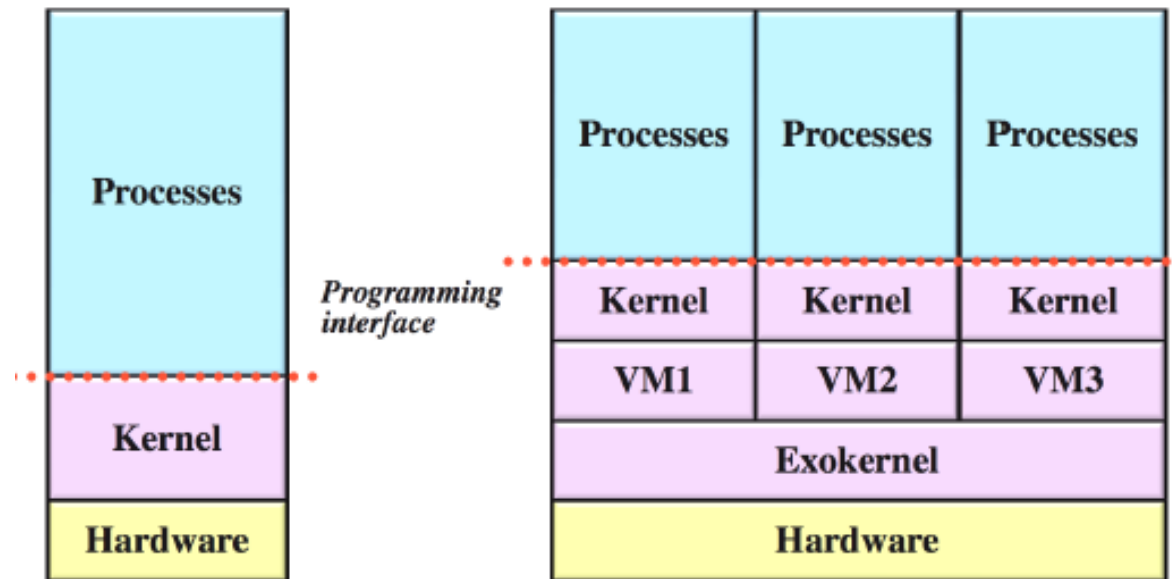 Processes
Programming
interface
Kernel
Hardware
Processes Processes Processes
Kernel Kernel Kernel
VM1 VM2 VM3
Exokernel
Hardware